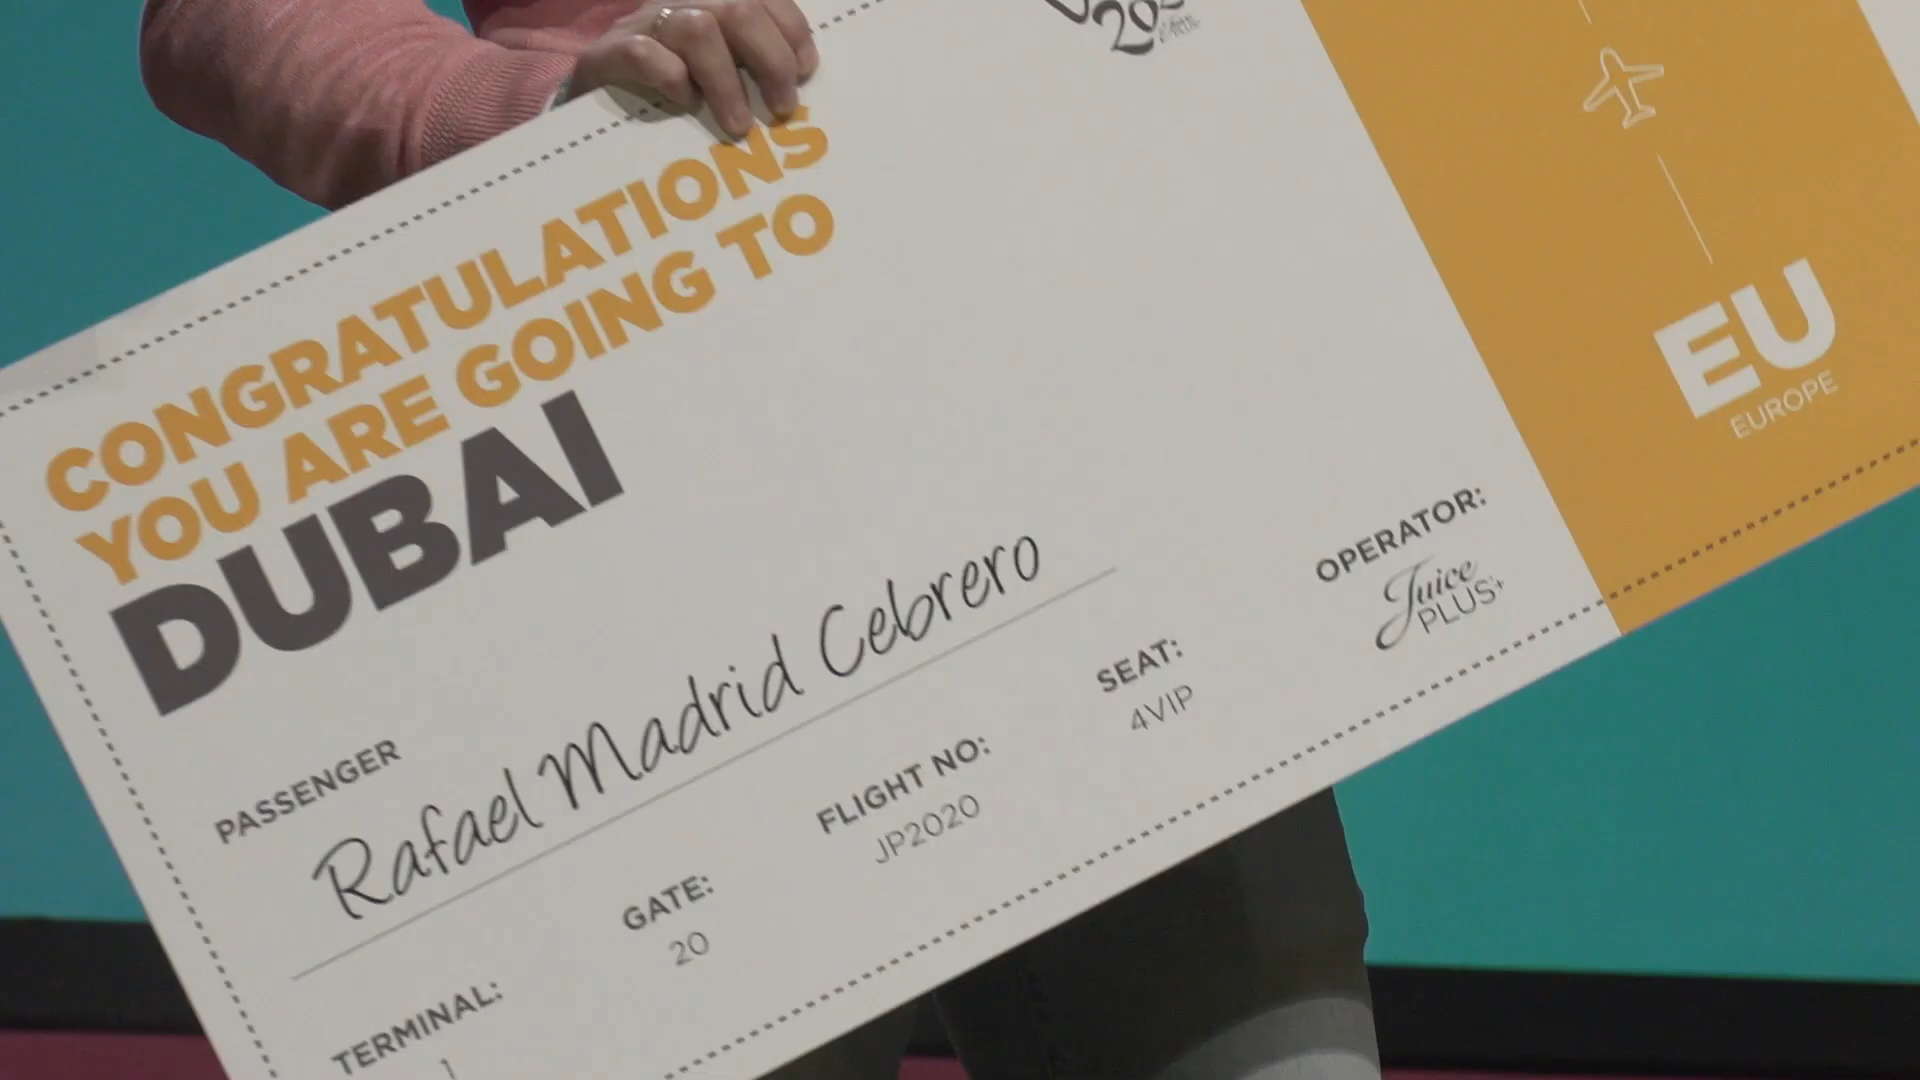 CONGRATULATIONS
YOU ARE GOING TO
DUBAI
PASSENGER
Rafael Madrid Cebrero
TERMINAL:
1
GATE:
20
FLIGHT NO:
JP2020
SEAT:
4VIP
OPERATOR:
Juice
PLUS+
EU
EUROPE